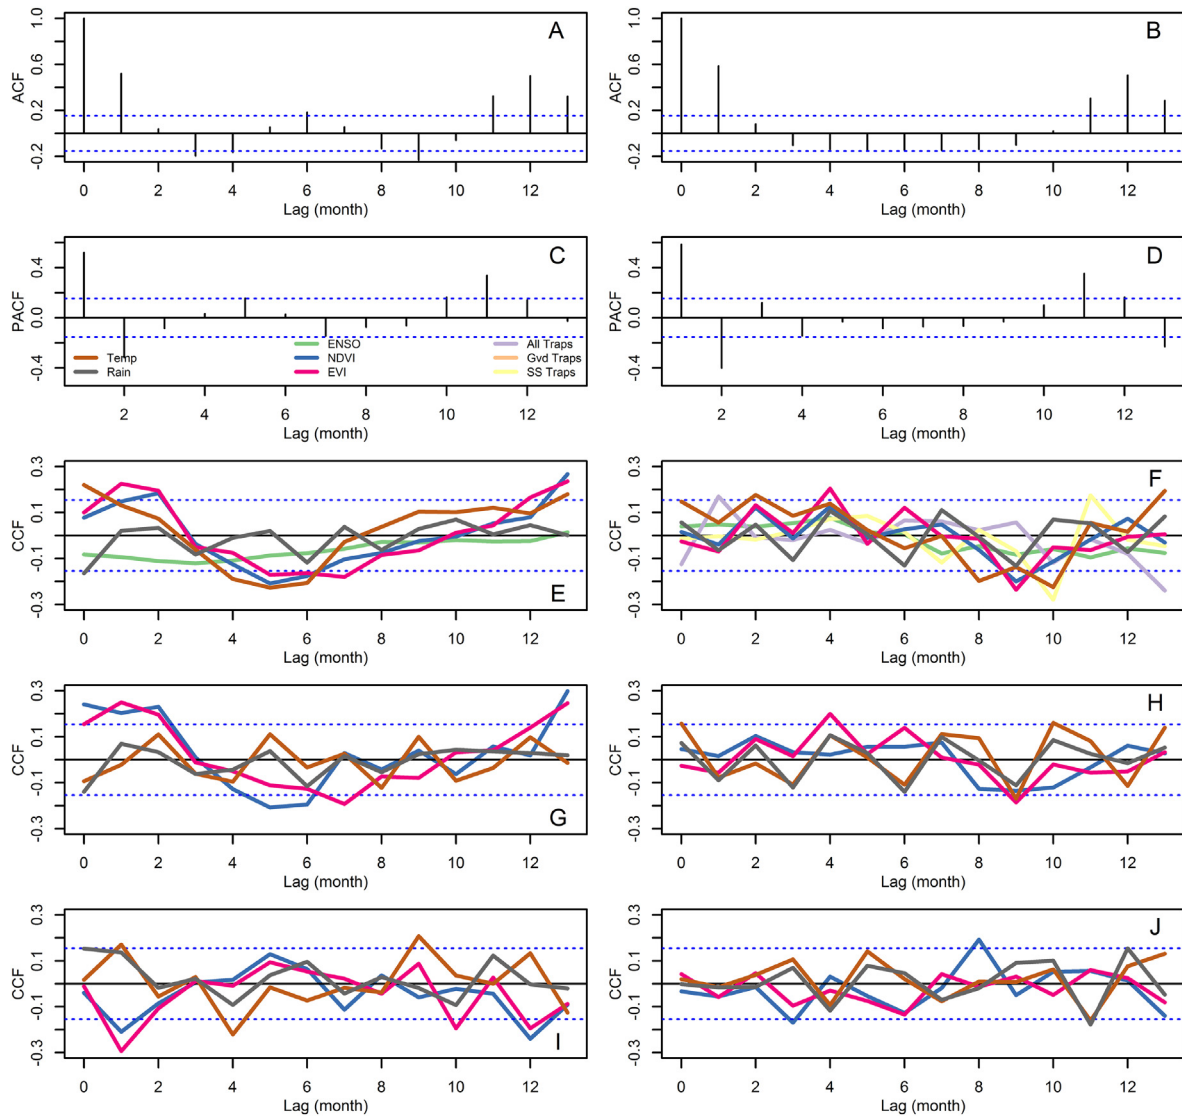 A
ACF
1.0
0.6
0.2
-0.2
0 2 4 6 8 10 12
Lag (month)
B
ACF
1.0
0.6
0.2
-0.2
0 2 4 6 8 10 12
Lag (month)
C
PACF
0.4
0.0
-0.4
Temp
Rain
ENSO
NDVI
EVI
All Traps
Gvd Traps
SS Traps
2 4 6 8 10 12
Lag (month)
D
PACF
0.4
0.0
-0.4
2 4 6 8 10 12
Lag (month)
E
CCF
0.3
0.1
-0.1
-0.3
0 2 4 6 8 10 12
Lag (month)
F
CCF
0.3
0.1
-0.1
-0.3
0 2 4 6 8 10 12
Lag (month)
G
CCF
0.3
0.1
-0.1
-0.3
0 2 4 6 8 10 12
Lag (month)
H
CCF
0.3
0.1
-0.1
-0.3
0 2 4 6 8 10 12
Lag (month)
I
CCF
0.3
0.1
-0.1
-0.3
0 2 4 6 8 10 12
Lag (month)
J
CCF
0.3
0.1
-0.1
-0.3
0 2 4 6 8 10 12
Lag (month)